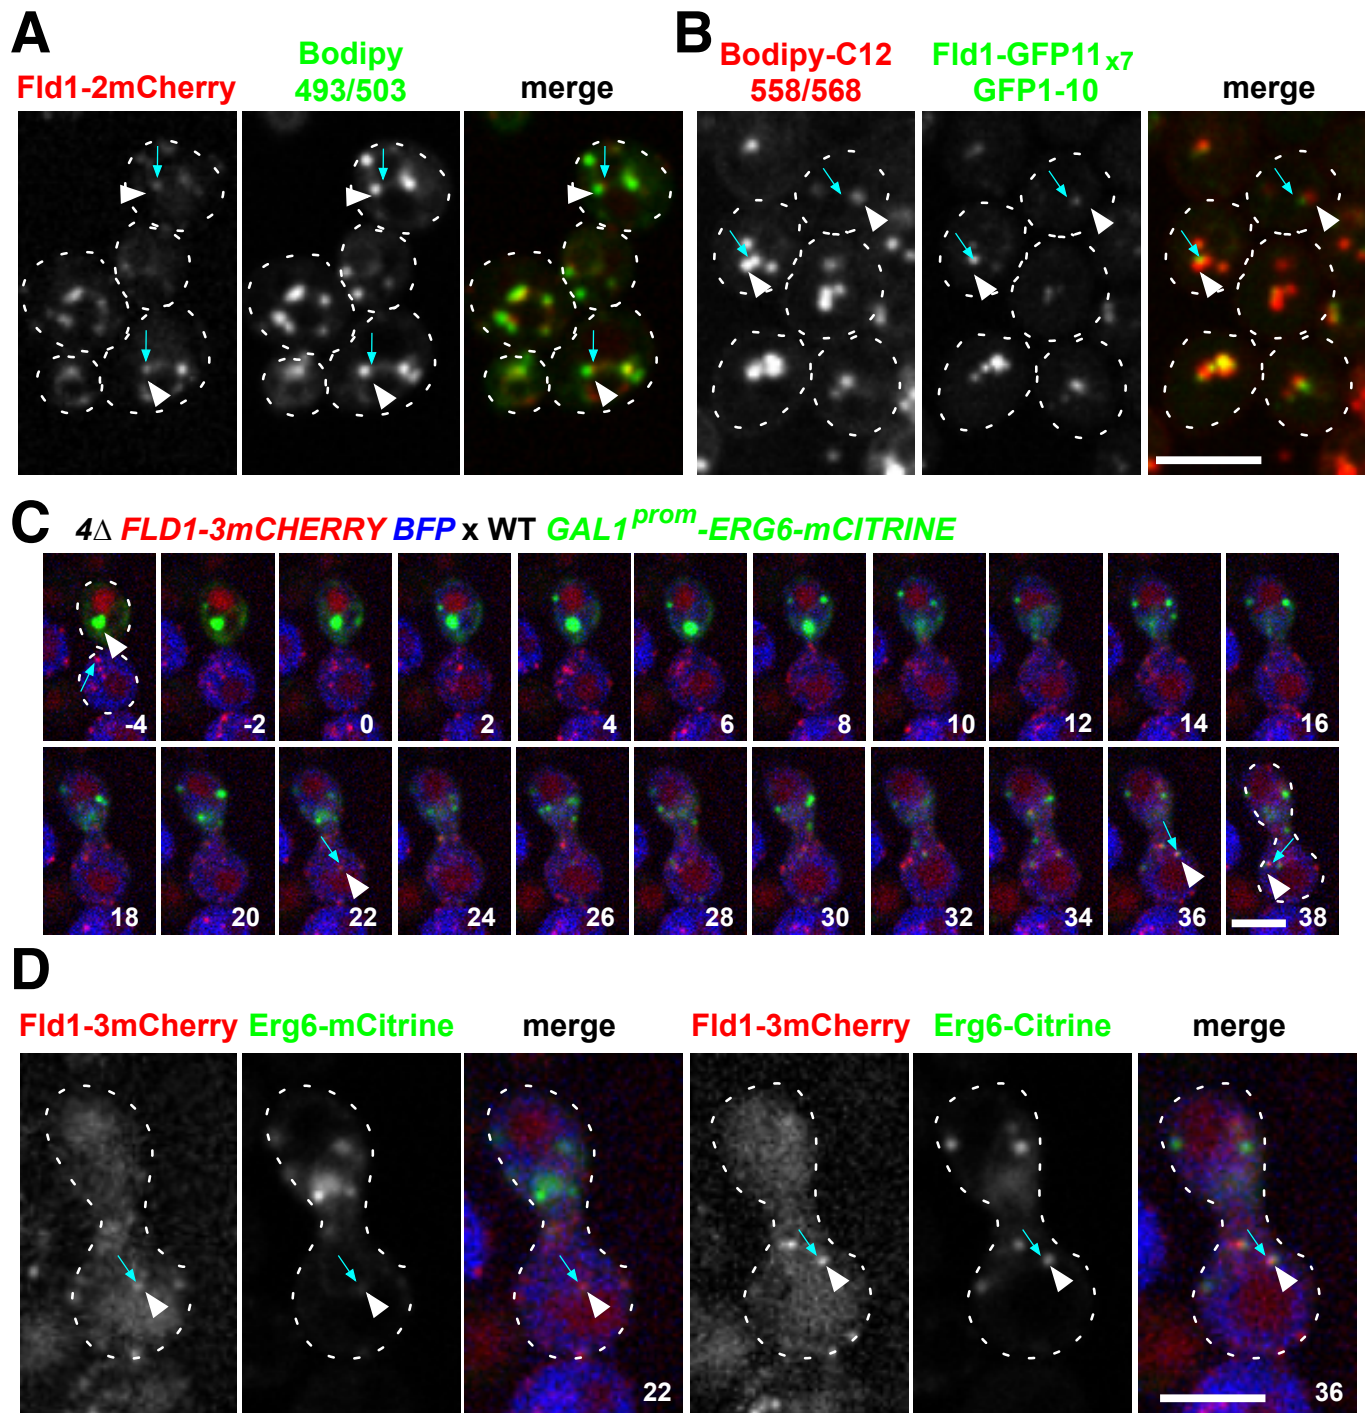 A
Fld1-2mCherry
Bodipy
493/503
merge
B
Bodipy-C12
558/568
Fld1-GFP11x7
GFP1-10
merge
C
4Δ FLD1-3mCHERRY BFP x WT GAL1prom-ERG6-mCITRINE
-4 -2 0 2 4 6 8 10 12 14 16
18 20 22 24 26 28 30 32 34 36 38
D
Fld1-3mCherry Erg6-mCitrine merge Fld1-3mCherry Erg6-Citrine merge
22 36